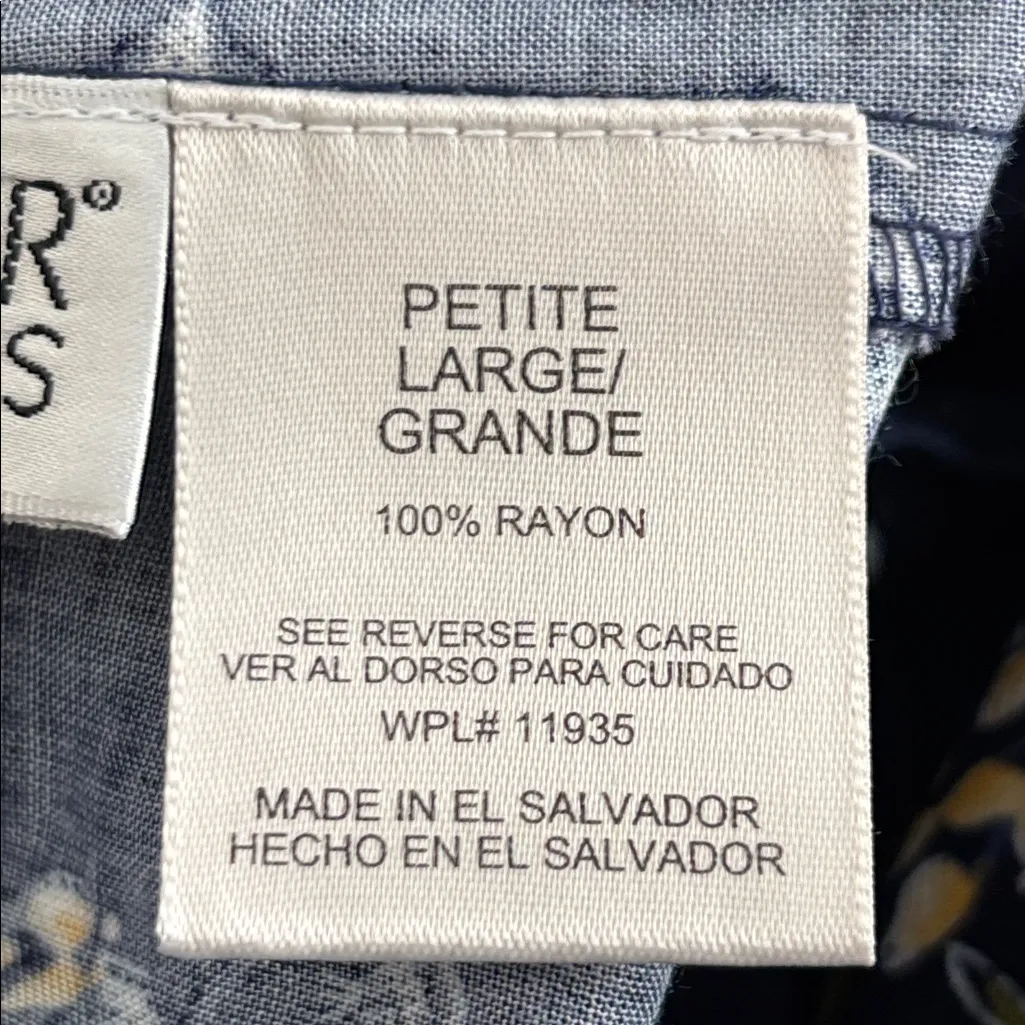 R®
S
PETITE
LARGE/
GRANDE
100% RAYON
SEE REVERSE FOR CARE
VER AL DORSO PARA CUIDADO
WPL# 11935
MADE IN EL SALVADOR
HECHO EN EL SALVADOR